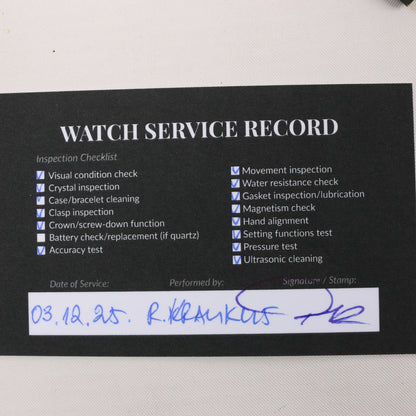 WATCH SERVICE RECORD
Inspection Checklist
Visual condition check
Crystal inspection
Case/bracelet cleaning
Clasp inspection
Crown/screw-down function
Battery check/replacement (if quartz)
Accuracy test
Movement inspection
Water resistance check
Gasket inspection/lubrication
Magnetism check
Hand alignment
Setting functions test
Pressure test
Ultrasonic cleaning
Date of Service: Performed by: Signature / Stamp:
03.12.25. R.